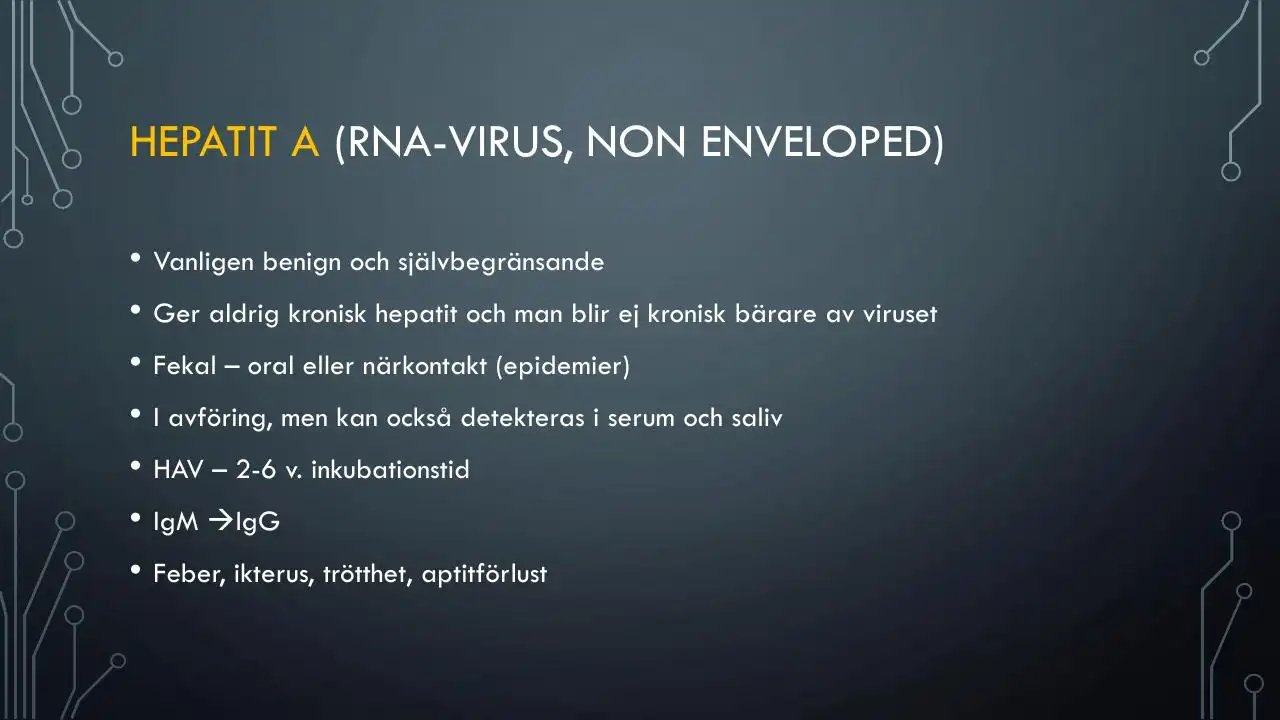 HEPATIT A (RNA-VIRUS, NON ENVELOPED)
• Vanligen benign och självbegränsande
• Ger aldrig kronisk hepatit och man blir ej kronisk bärare av viruset
• Fekal – oral eller närkontakt (epidemier)
• I avföring, men kan också detekteras i serum och saliv
• HAV – 2-6 v. inkubationstid
• IgM →IgG
• Feber, ikterus, trötthet, aptitförlust